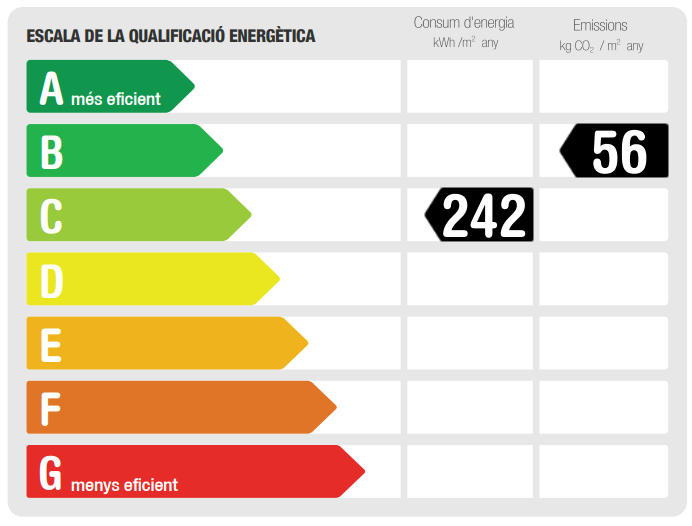 ESCALA DE LA QUALIFICACIÓ ENERGÈTICA
Consum d'energia
kWh /m² any
Emissions
kg CO₂ / m² any
A més eficient
B
56
C
242
D
E
F
G menys eficient